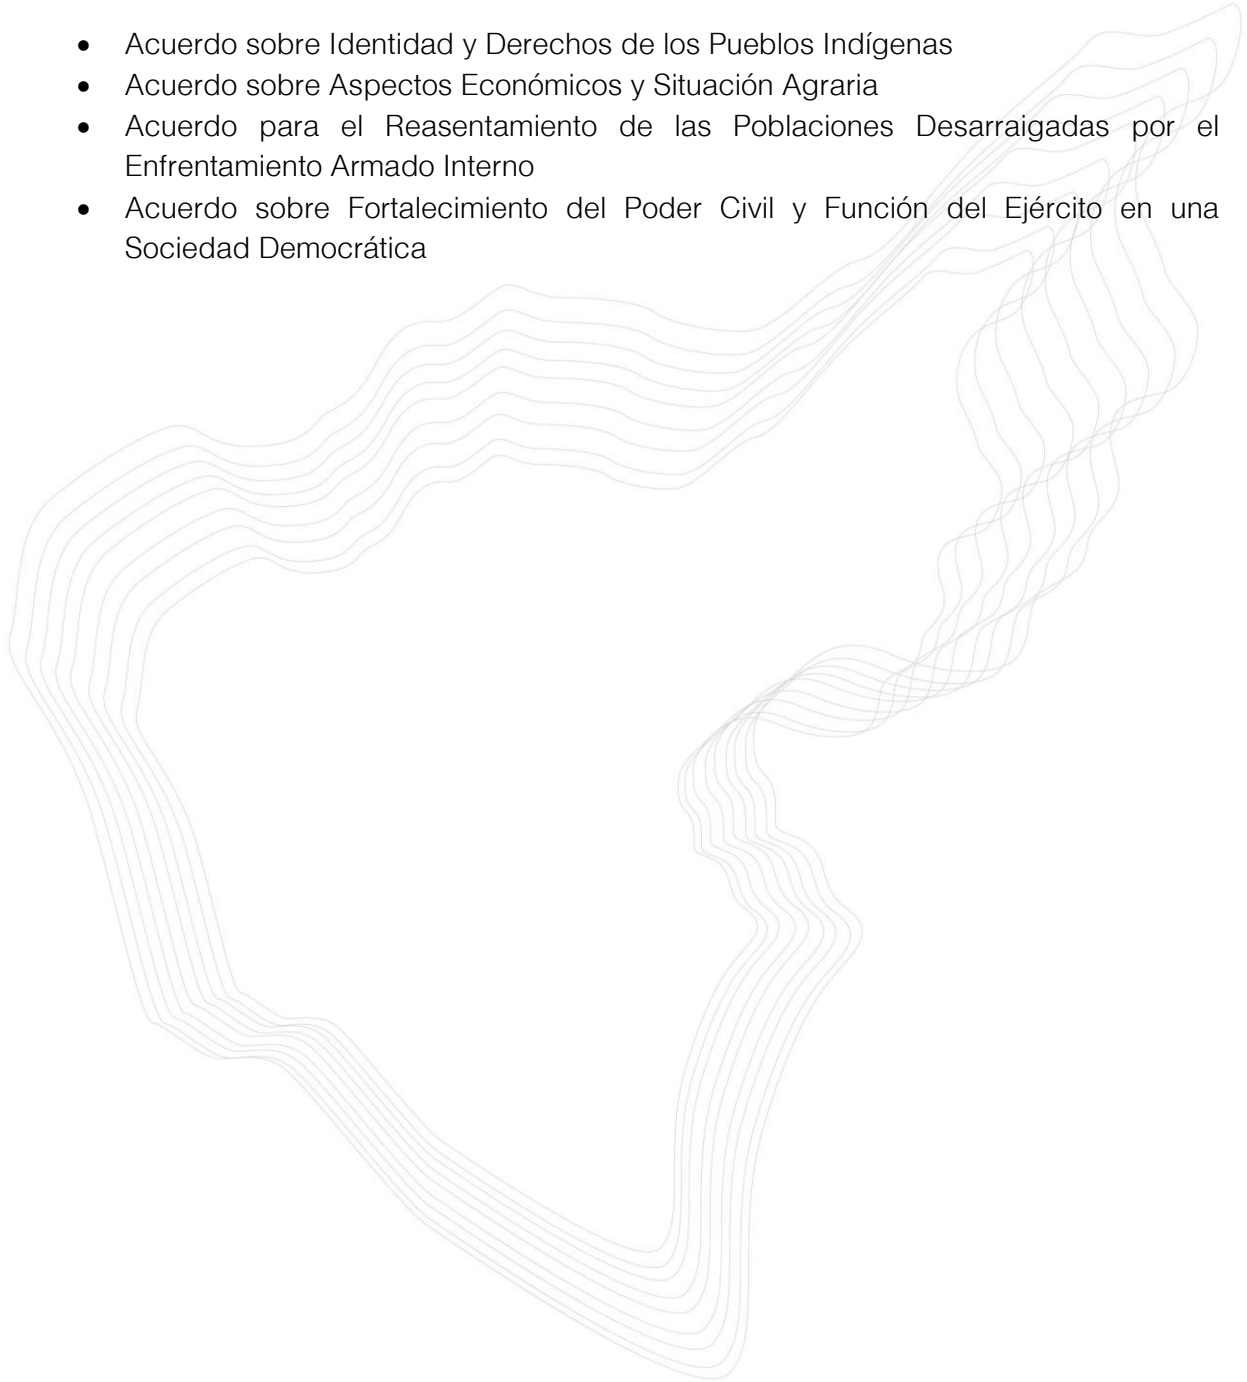 • Acuerdo sobre Identidad y Derechos de los Pueblos Indígenas
• Acuerdo sobre Aspectos Económicos y Situación Agraria
• Acuerdo para el Reasentamiento de las Poblaciones Desarraigadas por el
Enfrentamiento Armado Interno
• Acuerdo sobre Fortalecimiento del Poder Civil y Función del Ejército en una
Sociedad Democrática